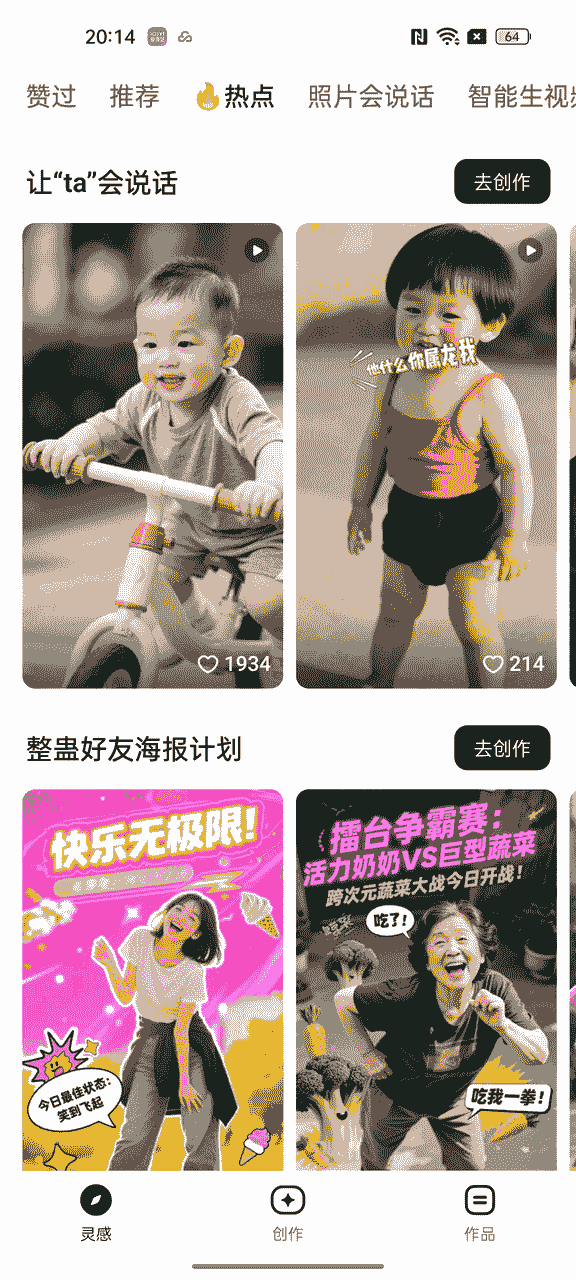 20:14
64
赞过 推荐 热点 照片会说话 智能生视
让“ta”会说话
去创作
他什么你属龙我
1934
214
整蛊好友海报计划
去创作
快乐无极限!
今日最佳状态:
笑到飞起
擂台争霸赛:
活力奶奶VS巨型蔬菜
跨次元蔬菜大战今日开战!
吃了!
吃我一拳!
灵感 创作 作品